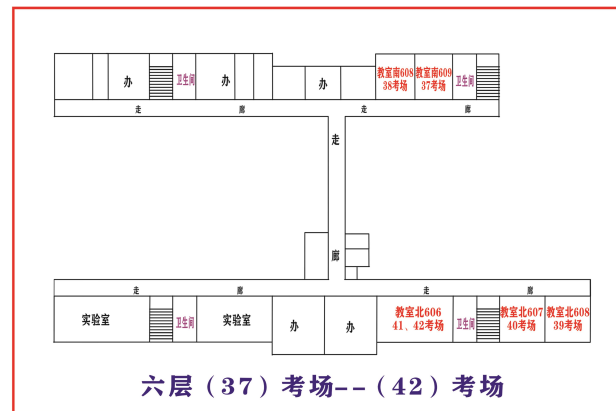 办
卫生间
办
办
教室南608
38考场
教室南609
37考场
卫生间
走 廊 走 廊
走
廊
走 廊 走 廊
实验室
卫生间
实验室
办
办
教室北606
41、42考场
卫生间
教室北607
40考场
教室北608
39考场
六层（37）考场--（42）考场